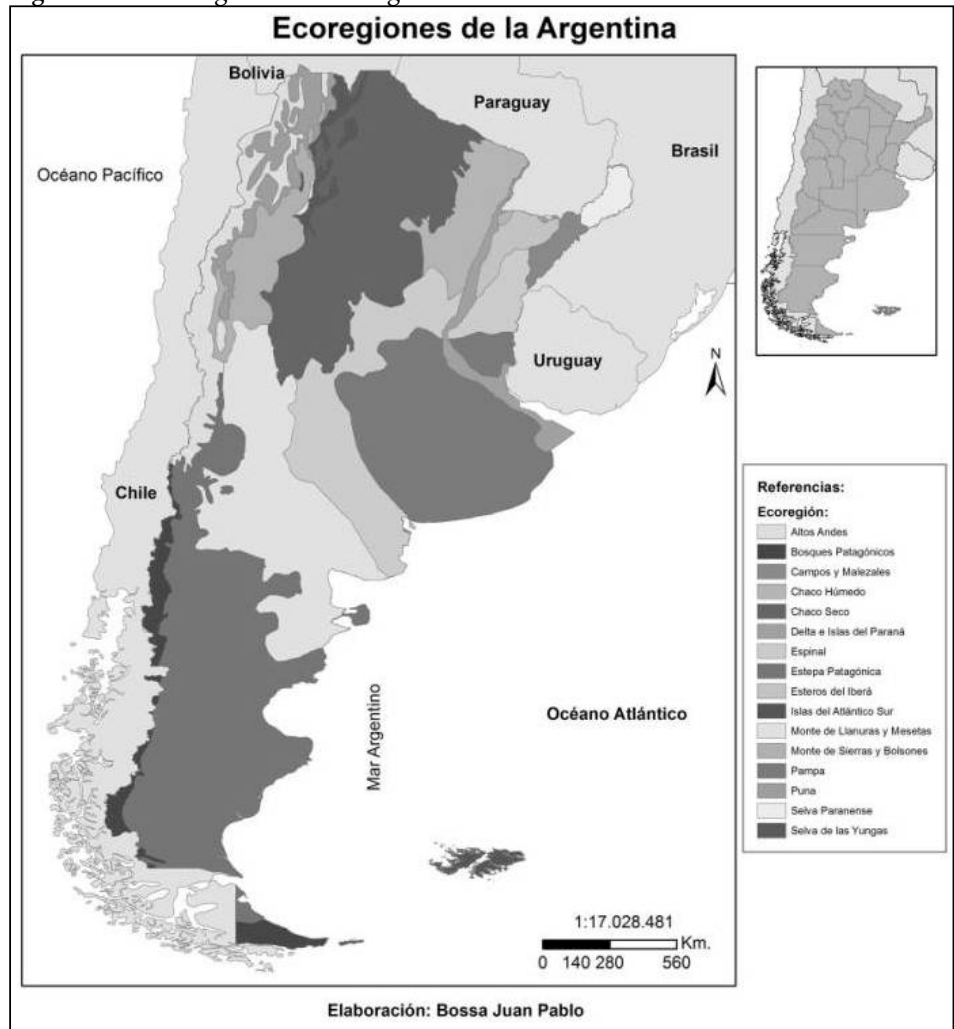 Ecoregiones de la Argentina
Bolivia
Paraguay
Brasil
Océano Pacífico
Uruguay
N
Chile
Océano Atlántico
Mar Argentino
1:17.028.481
Km.
0 140 280 560
Referencias:
Ecoregión:
Altos Andes
Bosques Patagónicos
Campos y Malezales
Chaco Húmedo
Chaco Seco
Delta e Islas del Paraná
Espinal
Estepa Patagónica
Esteros del Iberá
Islas del Atlántico Sur
Monte de Llanuras y Mesetas
Monte de Sierras y Bolsones
Pampa
Puna
Selva Paranense
Selva de las Yungas
Elaboración: Bossa Juan Pablo